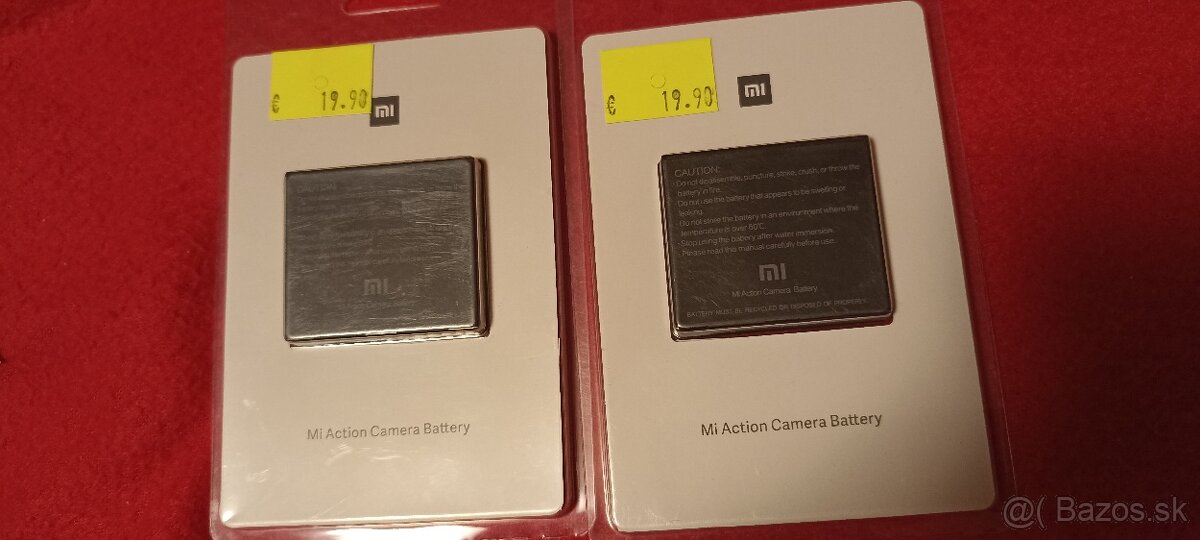 € 19.90
mi
CAUTION:
mi
Mi Action Camera Battery
€ 19.90
mi
CAUTION:
· Do not disassemble, puncture, stoke, crush, or throw the
battery in fire.
· Do not use the battery that appears to be swelling or
leaking.
· Do not store the battery in an environment where the
temperature is over 60°C.
· Stop using the battery after water immersion.
· Please read this manual carefully before use.
mi
Mi Action Camera Battery
BATTERY MUST BE RECYCLED OR DISPOSED OF PROPERLY.
Mi Action Camera Battery
@( Bazos.sk